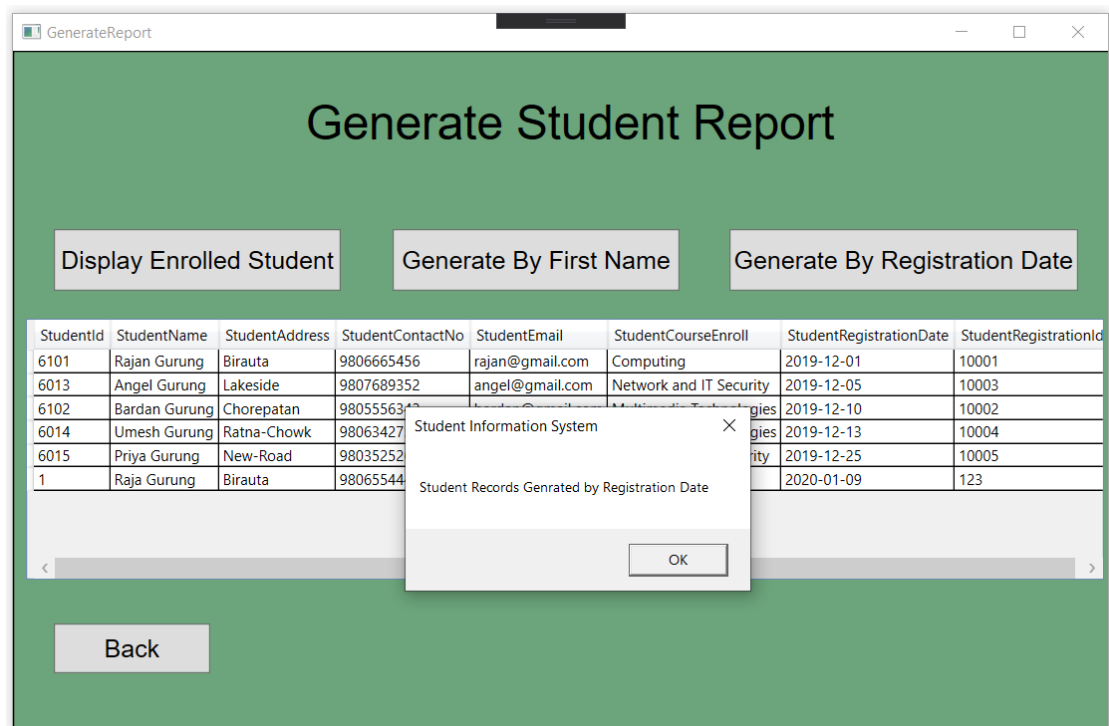 GenerateReport
Generate Student Report
Display Enrolled Student Generate By First Name Generate By Registration Date
StudentId StudentName StudentAddress StudentContactNo StudentEmail StudentCourseEnroll StudentRegistrationDate StudentRegistrationId
6101 Rajan Gurung Birauta 9806665456 rajan@gmail.com Computing 2019-12-01 10001
6013 Angel Gurung Lakeside 9807689352 angel@gmail.com Network and IT Security 2019-12-05 10003
6102 Bardan Gurung Chorepatan 2019-12-10 10002
6014 Umesh Gurung Ratna-Chowk 2019-12-13 10004
6015 Priya Gurung New-Road 2019-12-25 10005
1 Raja Gurung Birauta 2020-01-09 123
Student Information System
Student Records Genrated by Registration Date
OK
Back